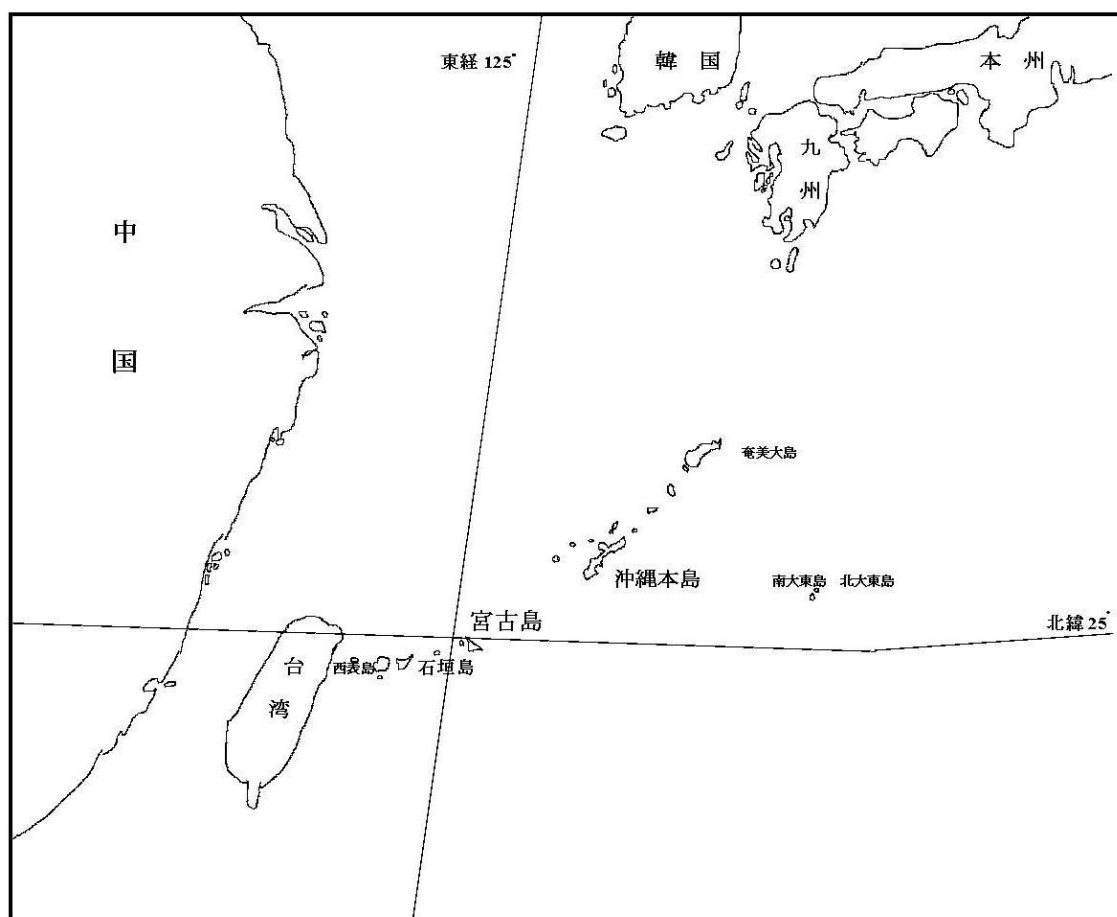 東経 125°
韓国
本州
九州
中国
奄美大島
沖縄本島
南大東島 北大東島
宮古島
北緯 25°
台湾
西表島
石垣島